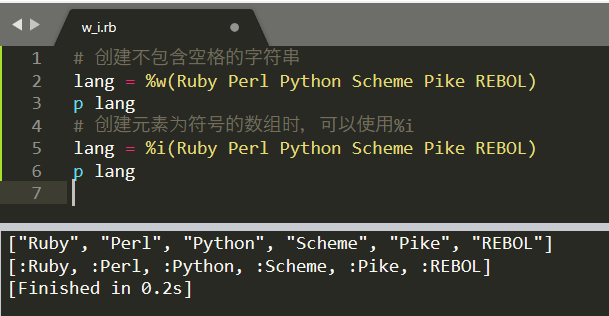 w_i.rb
1 # 创建不包含空格的字符串
2 lang = %w(Ruby Perl Python Scheme Pike REBOL)
3 p lang
4 # 创建元素为符号的数组时，可以使用%i
5 lang = %i(Ruby Perl Python Scheme Pike REBOL)
6 p lang
7
["Ruby", "Perl", "Python", "Scheme", "Pike", "REBOL"]
[:Ruby, :Perl, :Python, :Scheme, :Pike, :REBOL]
[Finished in 0.2s]